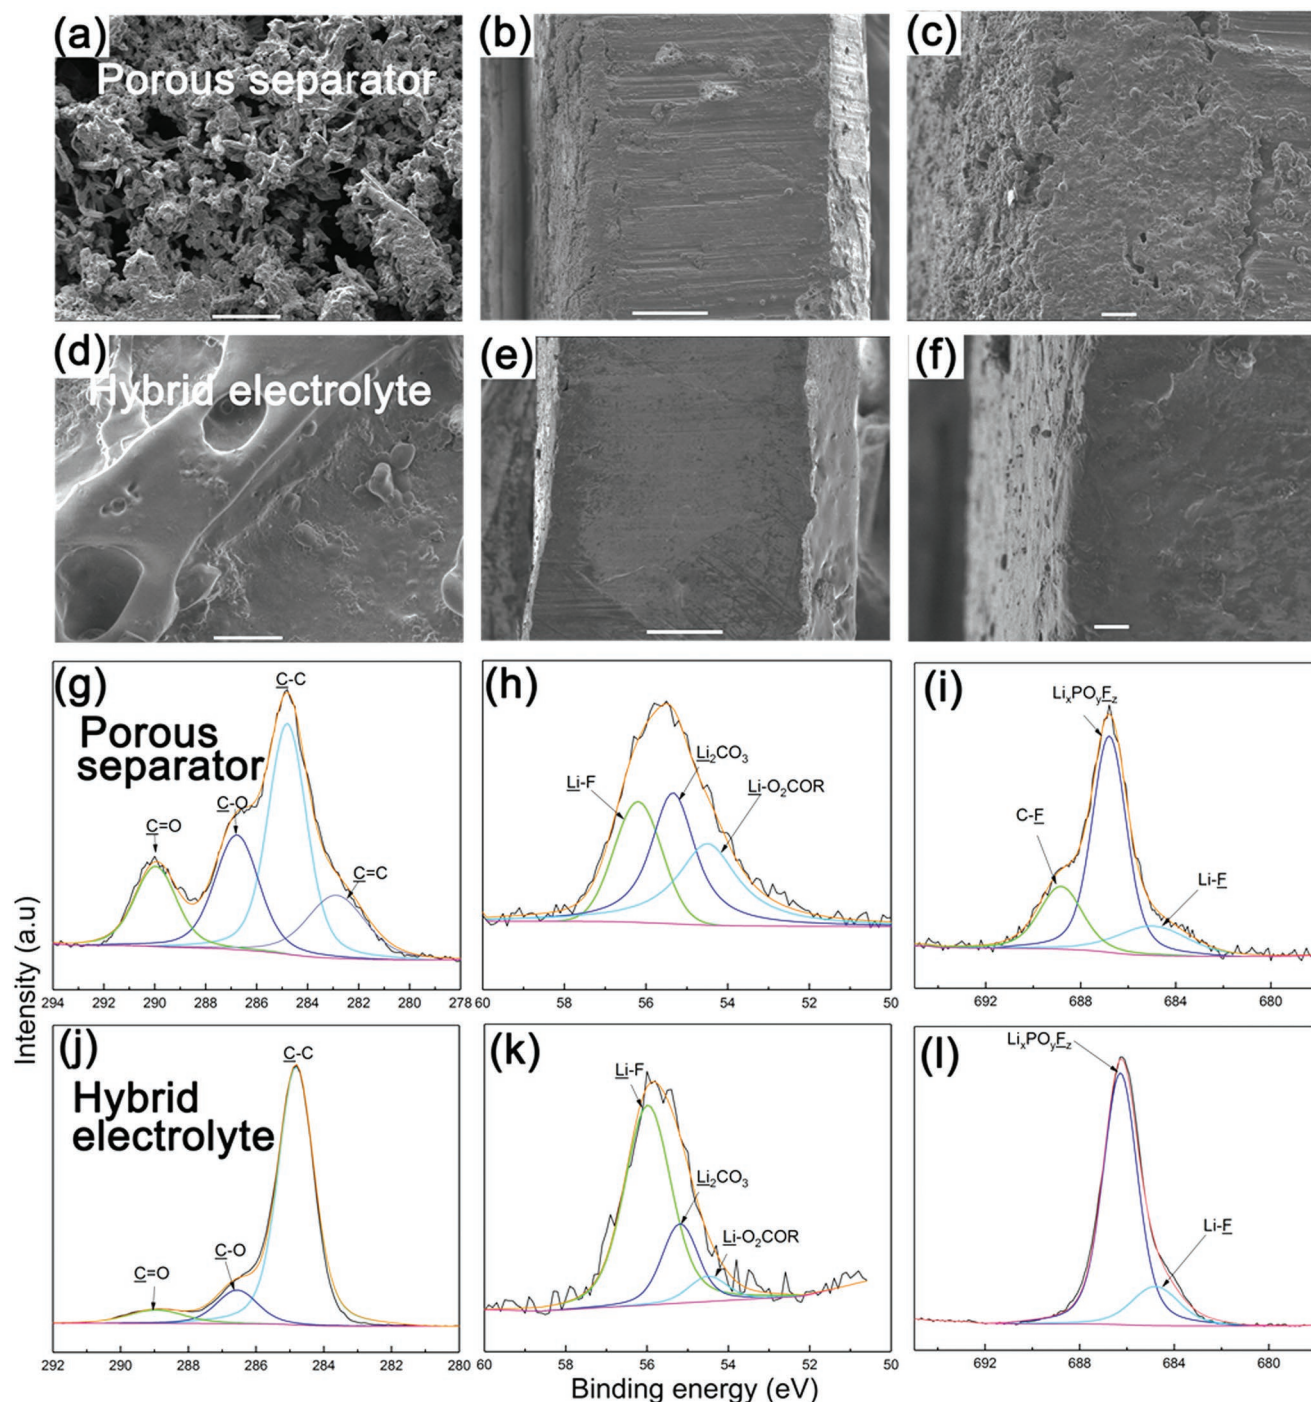 (a)
Porous separator
(b)
(c)
(d)
Hybrid electrolyte
(e)
(f)
(g)
Porous
separator
C-C
C-O
C=O
C=C
294 292 290 288 286 284 282 280 278
(h)
Li-F
Li₂CO₃
Li-O₂COR
60 58 56 54 52 50
(i)
LiₓPOᵧF_z
C-F
Li-F
692 688 684 680
Intensity (a.u)
(j)
Hybrid
electrolyte
C-C
C-O
C=O
292 290 288 286 284 282 280
(k)
Li-F
Li₂CO₃
Li-O₂COR
60 58 56 54 52 50
(l)
LiₓPOᵧF_z
Li-F
692 688 684 680
Binding energy (eV)